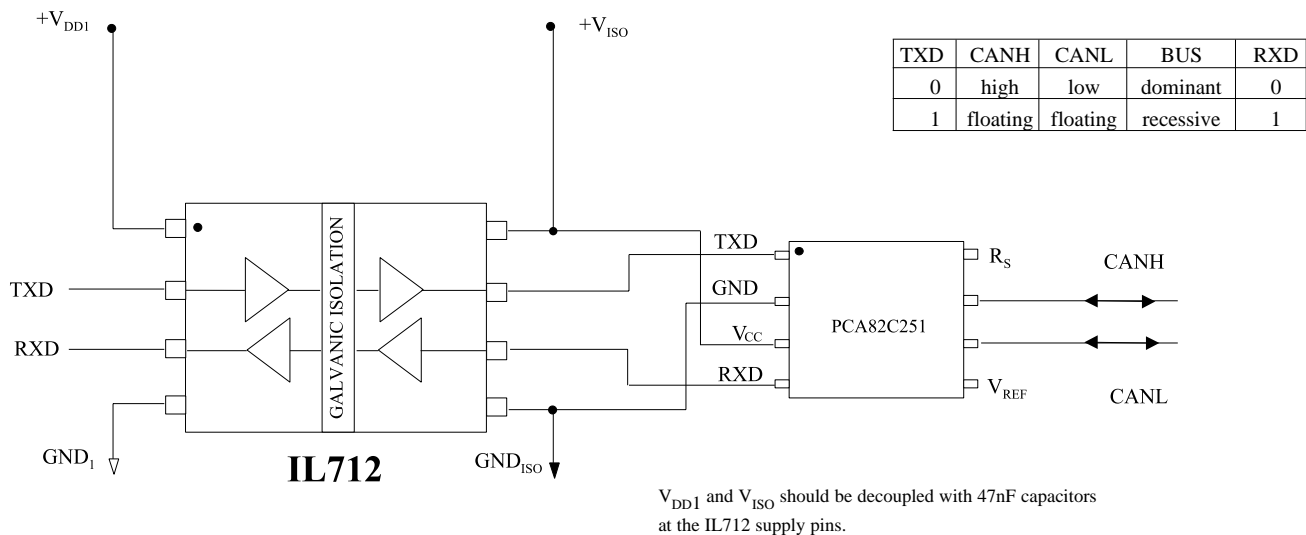 +VDD1
+VISO
TXD CANH CANL BUS RXD
0 high low dominant 0
1 floating floating recessive 1
TXD
RXD
GND1
GALVANIC ISOLATION
IL712
GNDISO
TXD
GND
VCC
RXD
PCA82C251
RS
VREF
CANH
CANL
VDD1 and VISO should be decoupled with 47nF capacitors
at the IL712 supply pins.